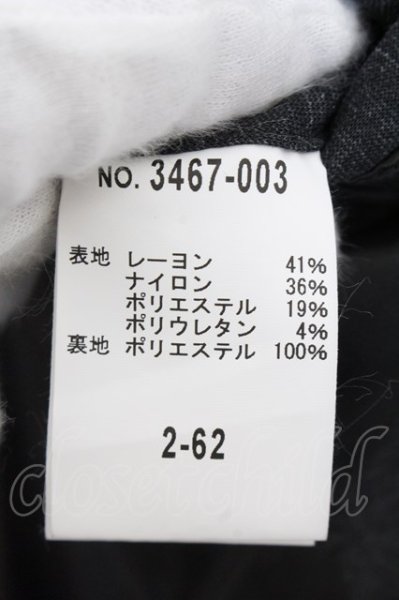 NO. 3467-003
表地 レーヨン 41%
ナイロン 36%
ポリエステル 19%
ポリウレタン 4%
裏地 ポリエステル 100%
2-62
closet child